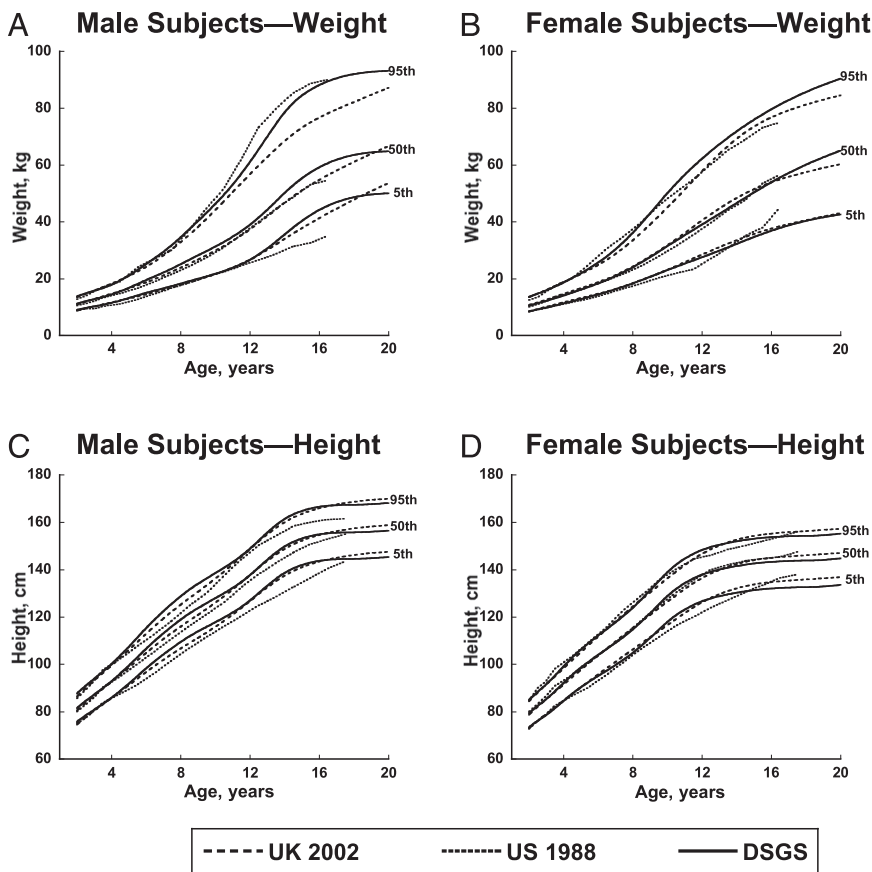 A Male Subjects—Weight
100
80
60
40
20
0
Weight, kg
95th
50th
5th
4 8 12 16 20
Age, years
B Female Subjects—Weight
100
80
60
40
20
0
Weight, kg
95th
50th
5th
4 8 12 16 20
Age, years
C Male Subjects—Height
180
160
140
120
100
80
60
Height, cm
95th
50th
5th
4 8 12 16 20
Age, years
D Female Subjects—Height
180
160
140
120
100
80
60
Height, cm
95th
50th
5th
4 8 12 16 20
Age, years
UK 2002 US 1988 DSGS